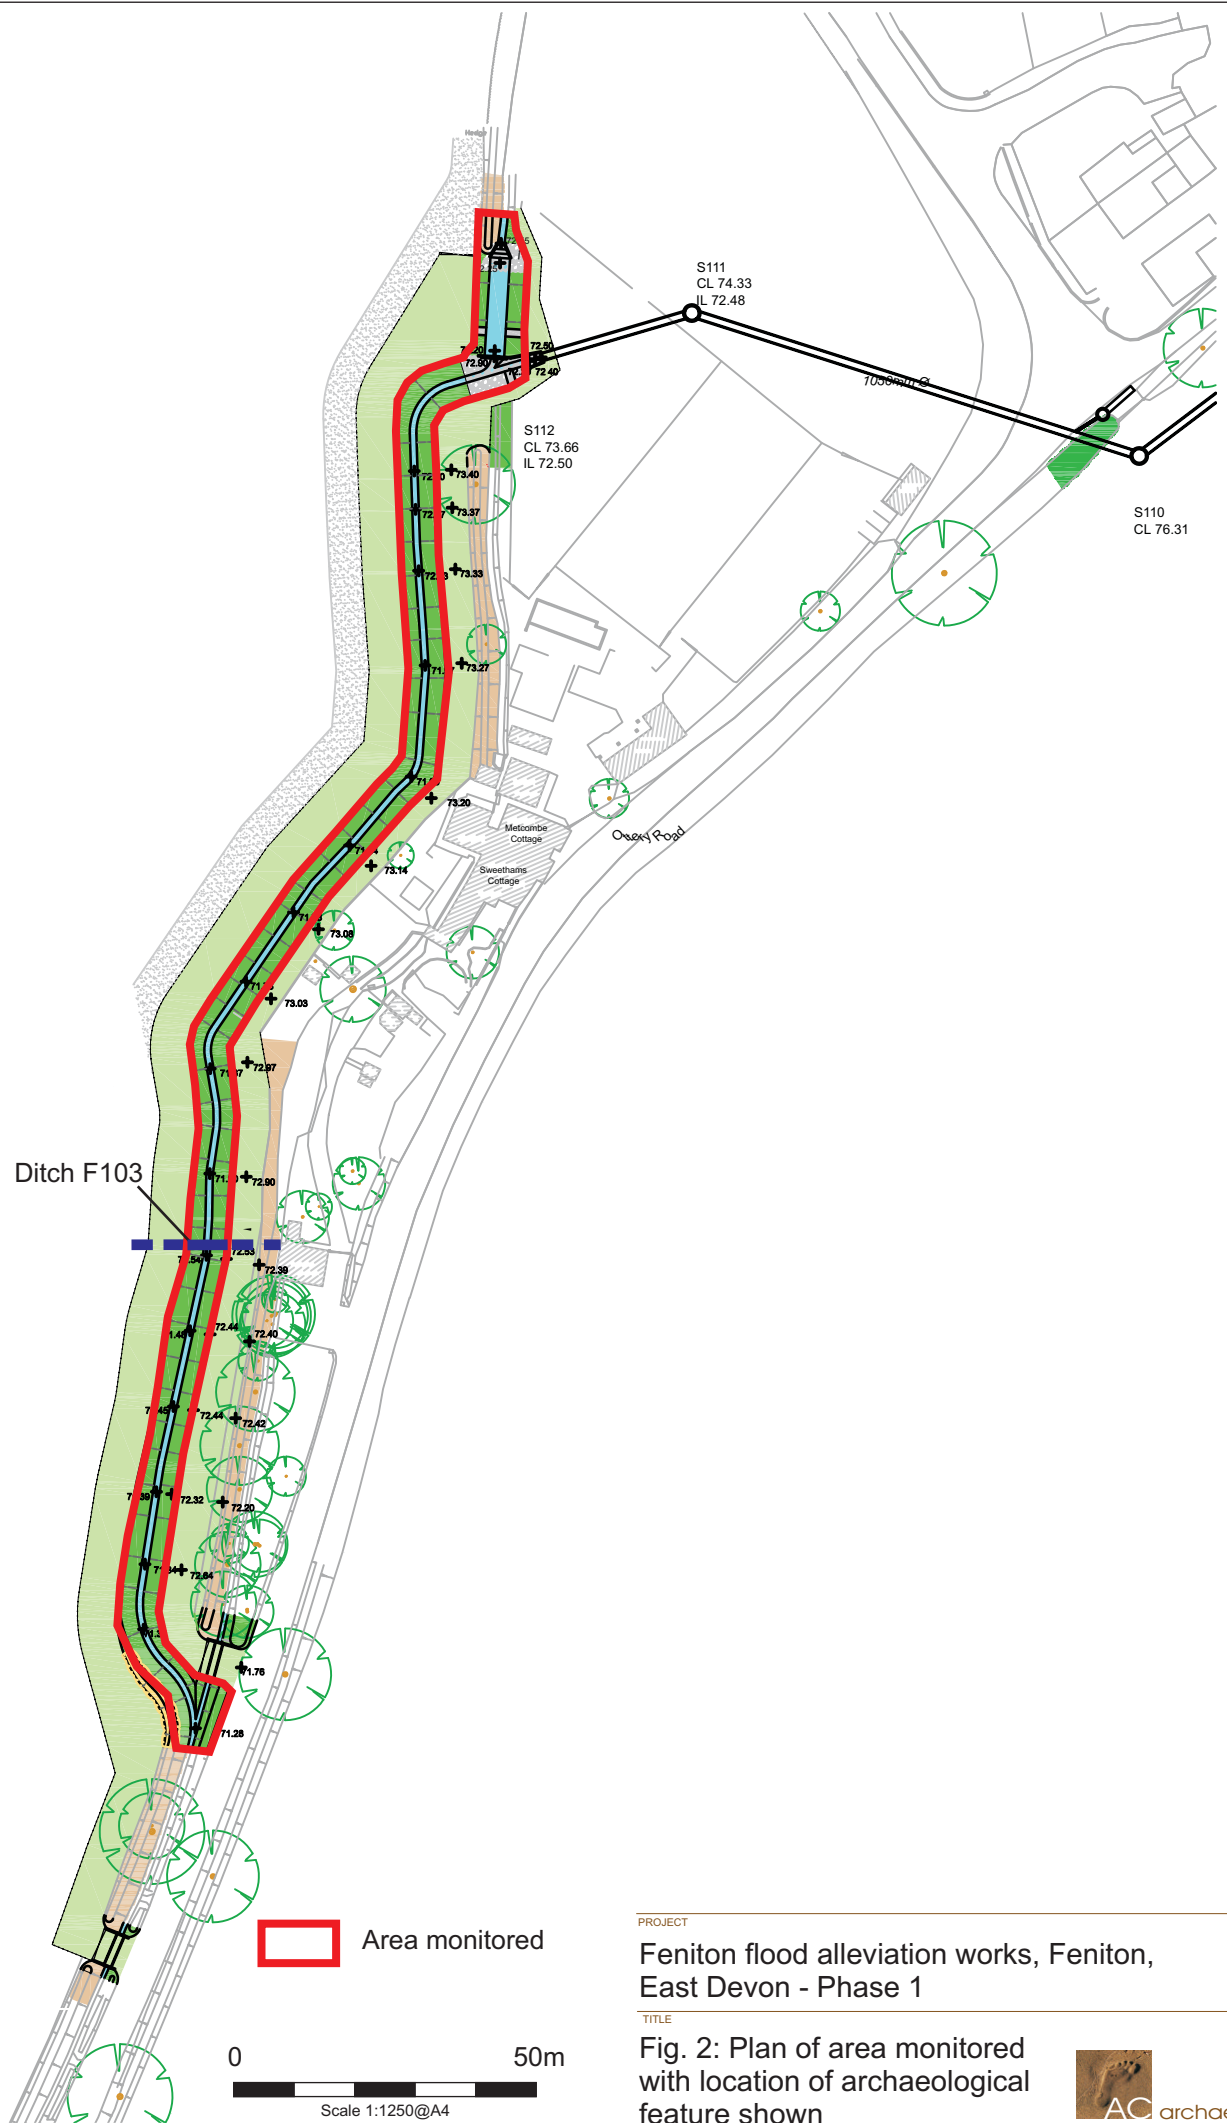 Hedge
S111
CL 74.33
IL 72.48
72.50
72.90
72.40
1050mm Ø
S112
CL 73.66
IL 72.50
73.40
73.37
S110
CL 76.31
73.33
73.27
73.20
Metcombe
Cottage
Ottery Road
73.14
Sweethams
Cottage
73.08
73.03
72.97
Ditch F103
72.90
72.53
72.39
72.44
72.40
72.44
72.42
72.32
72.20
72.64
71.76
71.28
Area monitored
PROJECT
Feniton flood alleviation works, Feniton,
East Devon - Phase 1
TITLE
Fig. 2: Plan of area monitored
with location of archaeological
feature shown
0 50m
Scale 1:1250@A4
AC archae